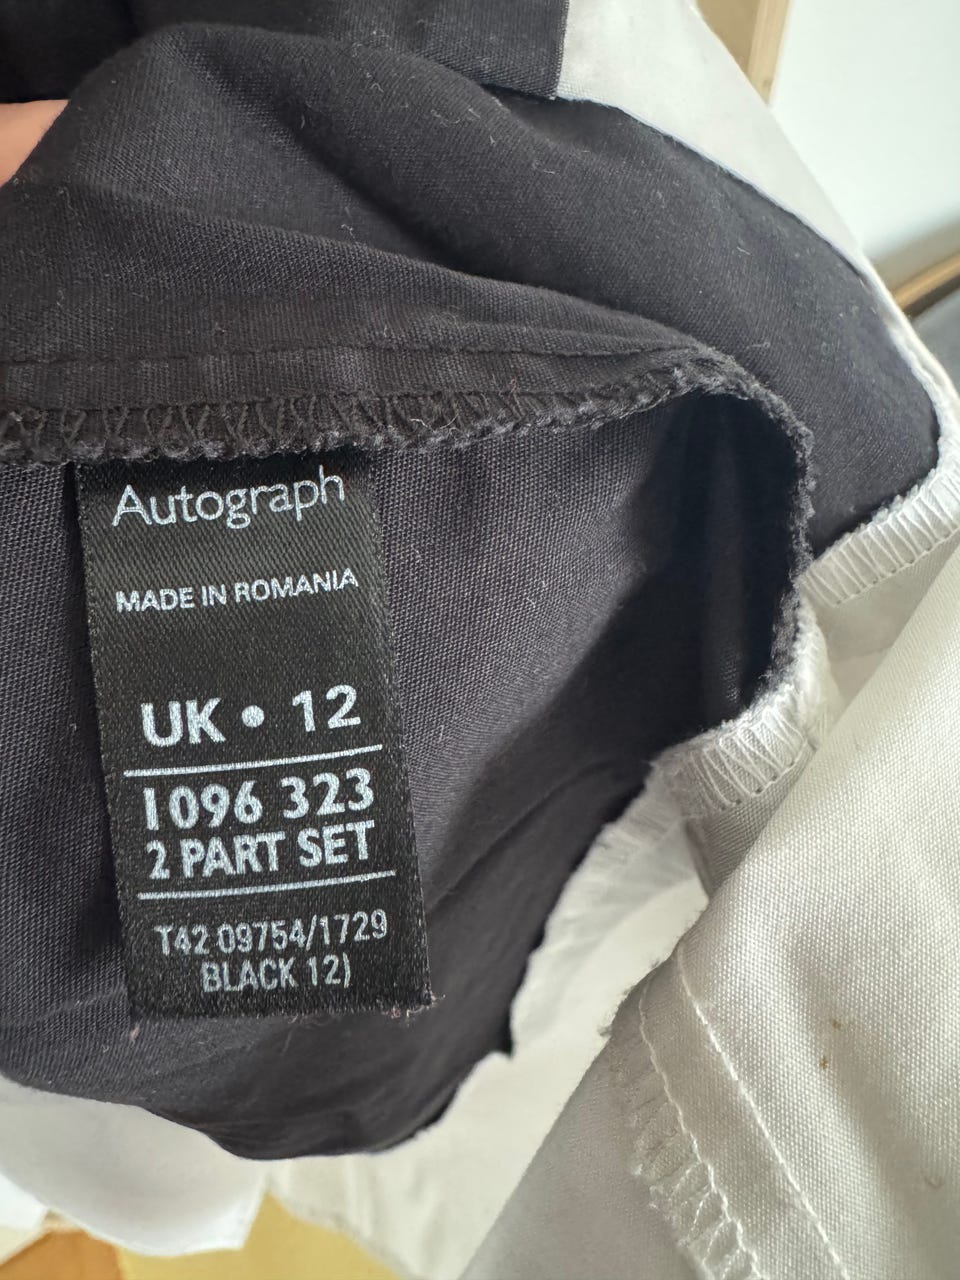 Autograph
MADE IN ROMANIA
UK • 12
1096 323
2 PART SET
T42 09754/1729
BLACK 12)